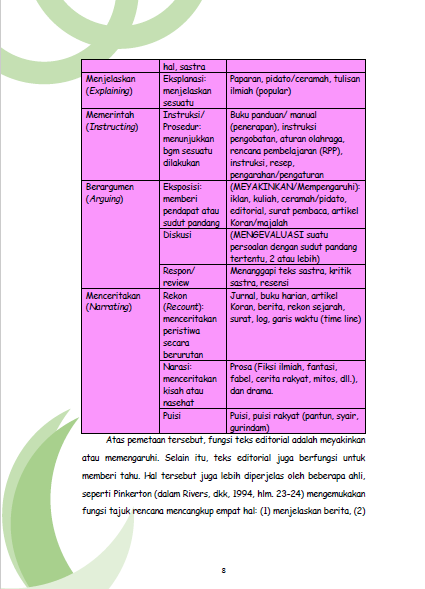 hal, sastra
Menjelaskan
(Explaining)
Eksplanasi:
menjelaskan
sesuatu
Paparan, pidato/ceramah, tulisan
ilmiah (popular)
Memerintah
(Instructing)
Instruksi/
Prosedur:
menunjukkan
bgm sesuatu
dilakukan
Buku panduan/ manual
(penerapan), instruksi
pengobatan, aturan olahraga,
rencana pembelajaran (RPP),
instruksi, resep,
pengarahan/pengaturan
Berargumen
(Arguing)
Eksposisi:
memberi
pendapat atau
sudut pandang
(MEYAKINKAN/Mempengaruhi):
iklan, kuliah, ceramah/pidato,
editorial, surat pembaca, artikel
Koran/majalah
Diskusi
(MENGEVALUASI suatu
persoalan dengan sudut pandang
tertentu, 2 atau lebih)
Respon/
review
Menanggapi teks sastra, kritik
sastra, resensi
Menceritakan
(Narrating)
Rekon
(Recount):
menceritakan
peristiwa
secara
berurutan
Jurnal, buku harian, artikel
Koran, berita, rekon sejarah,
surat, log, garis waktu (time line)
Narasi:
menceritakan
kisah atau
nasehat
Prosa (Fiksi ilmiah, fantasi,
fabel, cerita rakyat, mitos, dll.),
dan drama.
Puisi
Puisi, puisi rakyat (pantun, syair,
gurindam)
Atas pemetaan tersebut, fungsi teks editorial adalah meyakinkan
atau memengaruhi. Selain itu, teks editorial juga berfungsi untuk
memberi tahu. Hal tersebut juga lebih diperjelas oleh beberapa ahli,
seperti Pinkerton (dalam Rivers, dkk, 1994, hlm. 23-24) mengemukakan
fungsi tajuk rencana mencangkup empat hal: (1) menjelaskan berita, (2)
8